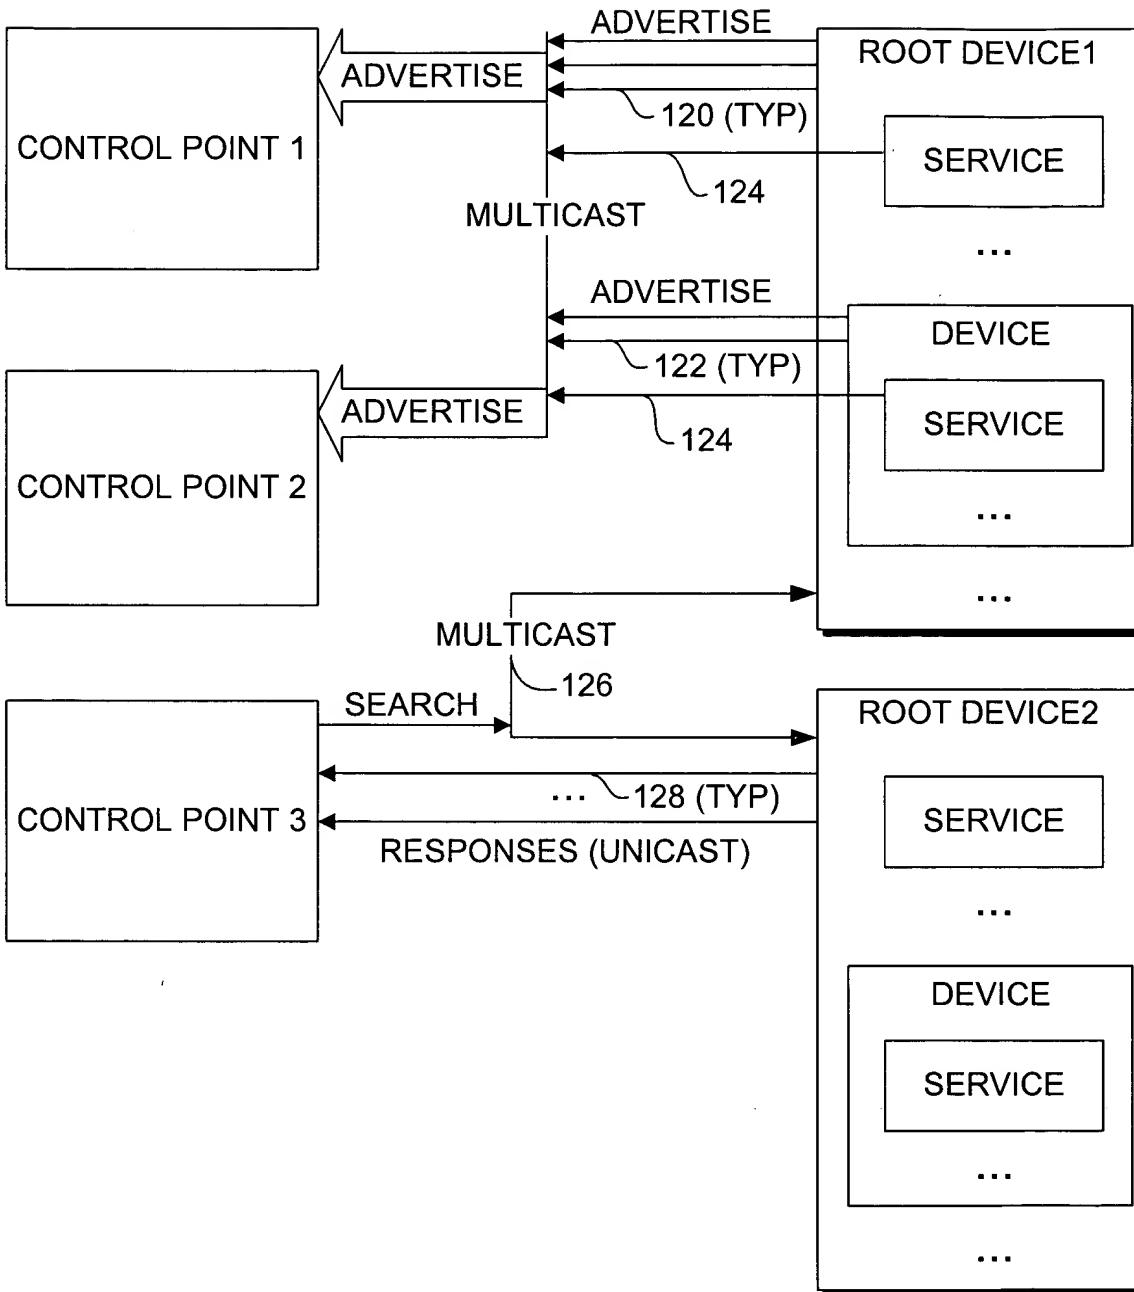 ADVERTISE
ROOT DEVICE1
ADVERTISE
120 (TYP)
CONTROL POINT 1
SERVICE
124
MULTICAST
...
ADVERTISE
DEVICE
122 (TYP)
ADVERTISE
SERVICE
124
CONTROL POINT 2
...
...
MULTICAST
126
SEARCH
ROOT DEVICE2
... 128 (TYP)
CONTROL POINT 3
SERVICE
RESPONSES (UNICAST)
...
DEVICE
SERVICE
...
...